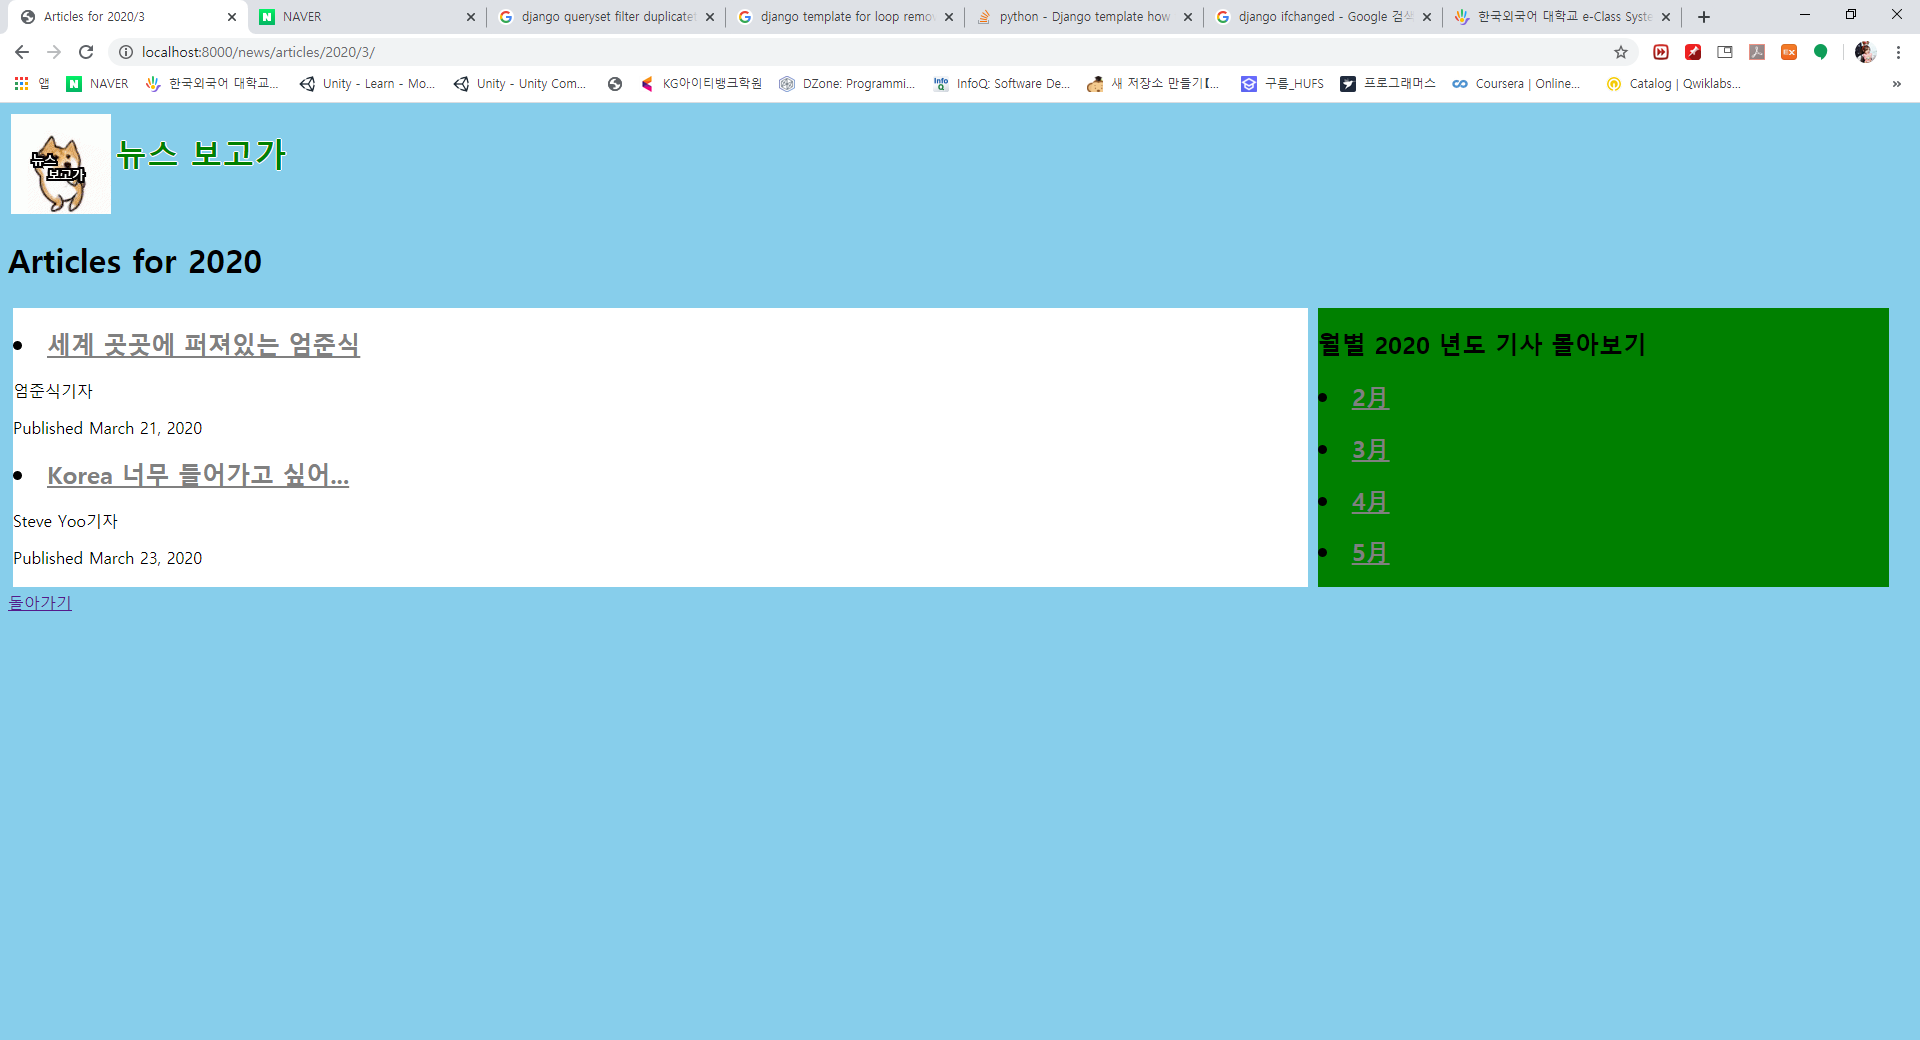 Articles for 2020/3
NAVER
django queryset filter duplicate
django template for loop remo
python - Django template how
django ifchanged - Google 검색
한국외국어 대학교 e-Class Syste
localhost:8000/news/articles/2020/3/
앱
NAVER
한국외국어 대학교...
Unity - Learn - Mo...
Unity - Unity Com...
KG아이티뱅크학원
DZone: Programmi...
InfoQ: Software De...
새 저장소 만들기【...
구름_HUFS
프로그래머스
Coursera | Online...
Catalog | Qwiklabs...
»
뉴스
보고가
뉴스 보고가
Articles for 2020
세계 곳곳에 퍼져있는 엄준식
엄준식기자
Published March 21, 2020
Korea 너무 들어가고 싶어...
Steve Yoo기자
Published March 23, 2020
돌아가기
월별 2020 년도 기사 몰아보기
2月
3月
4月
5月